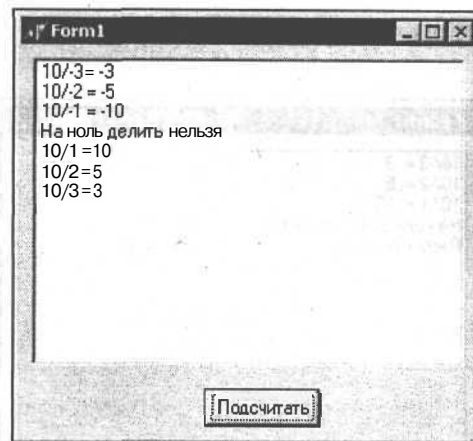 Form1
10/-3= -3
10/-2 = -5
10/-1 = -10
На ноль делить нельзя
10/1=10
10/2=5
10/3=3
Подсчитать